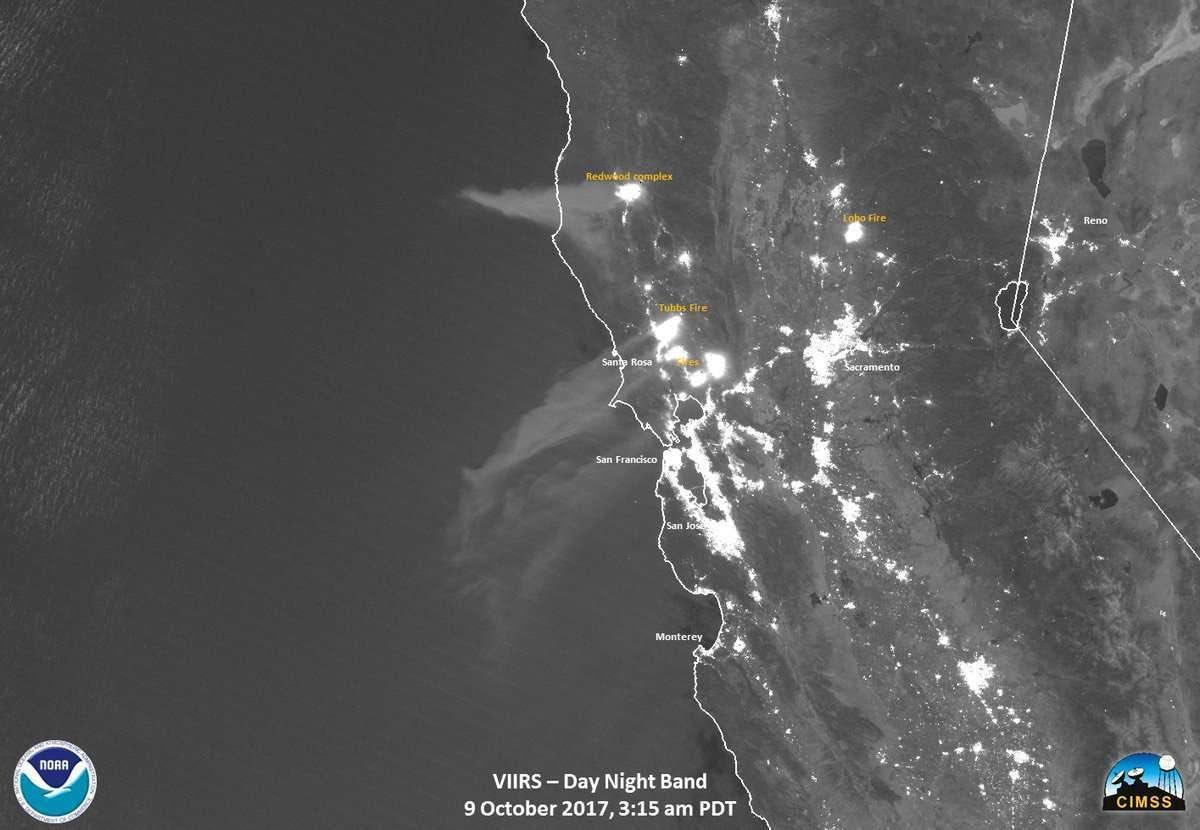 Redwood complex
Lobo Fire
Reno
Tubbs Fire
Santa Rosa
Fires
Sacramento
San Francisco
San Jose
Monterey
NOAA
VIIRS – Day Night Band
9 October 2017, 3:15 am PDT
CIMSS